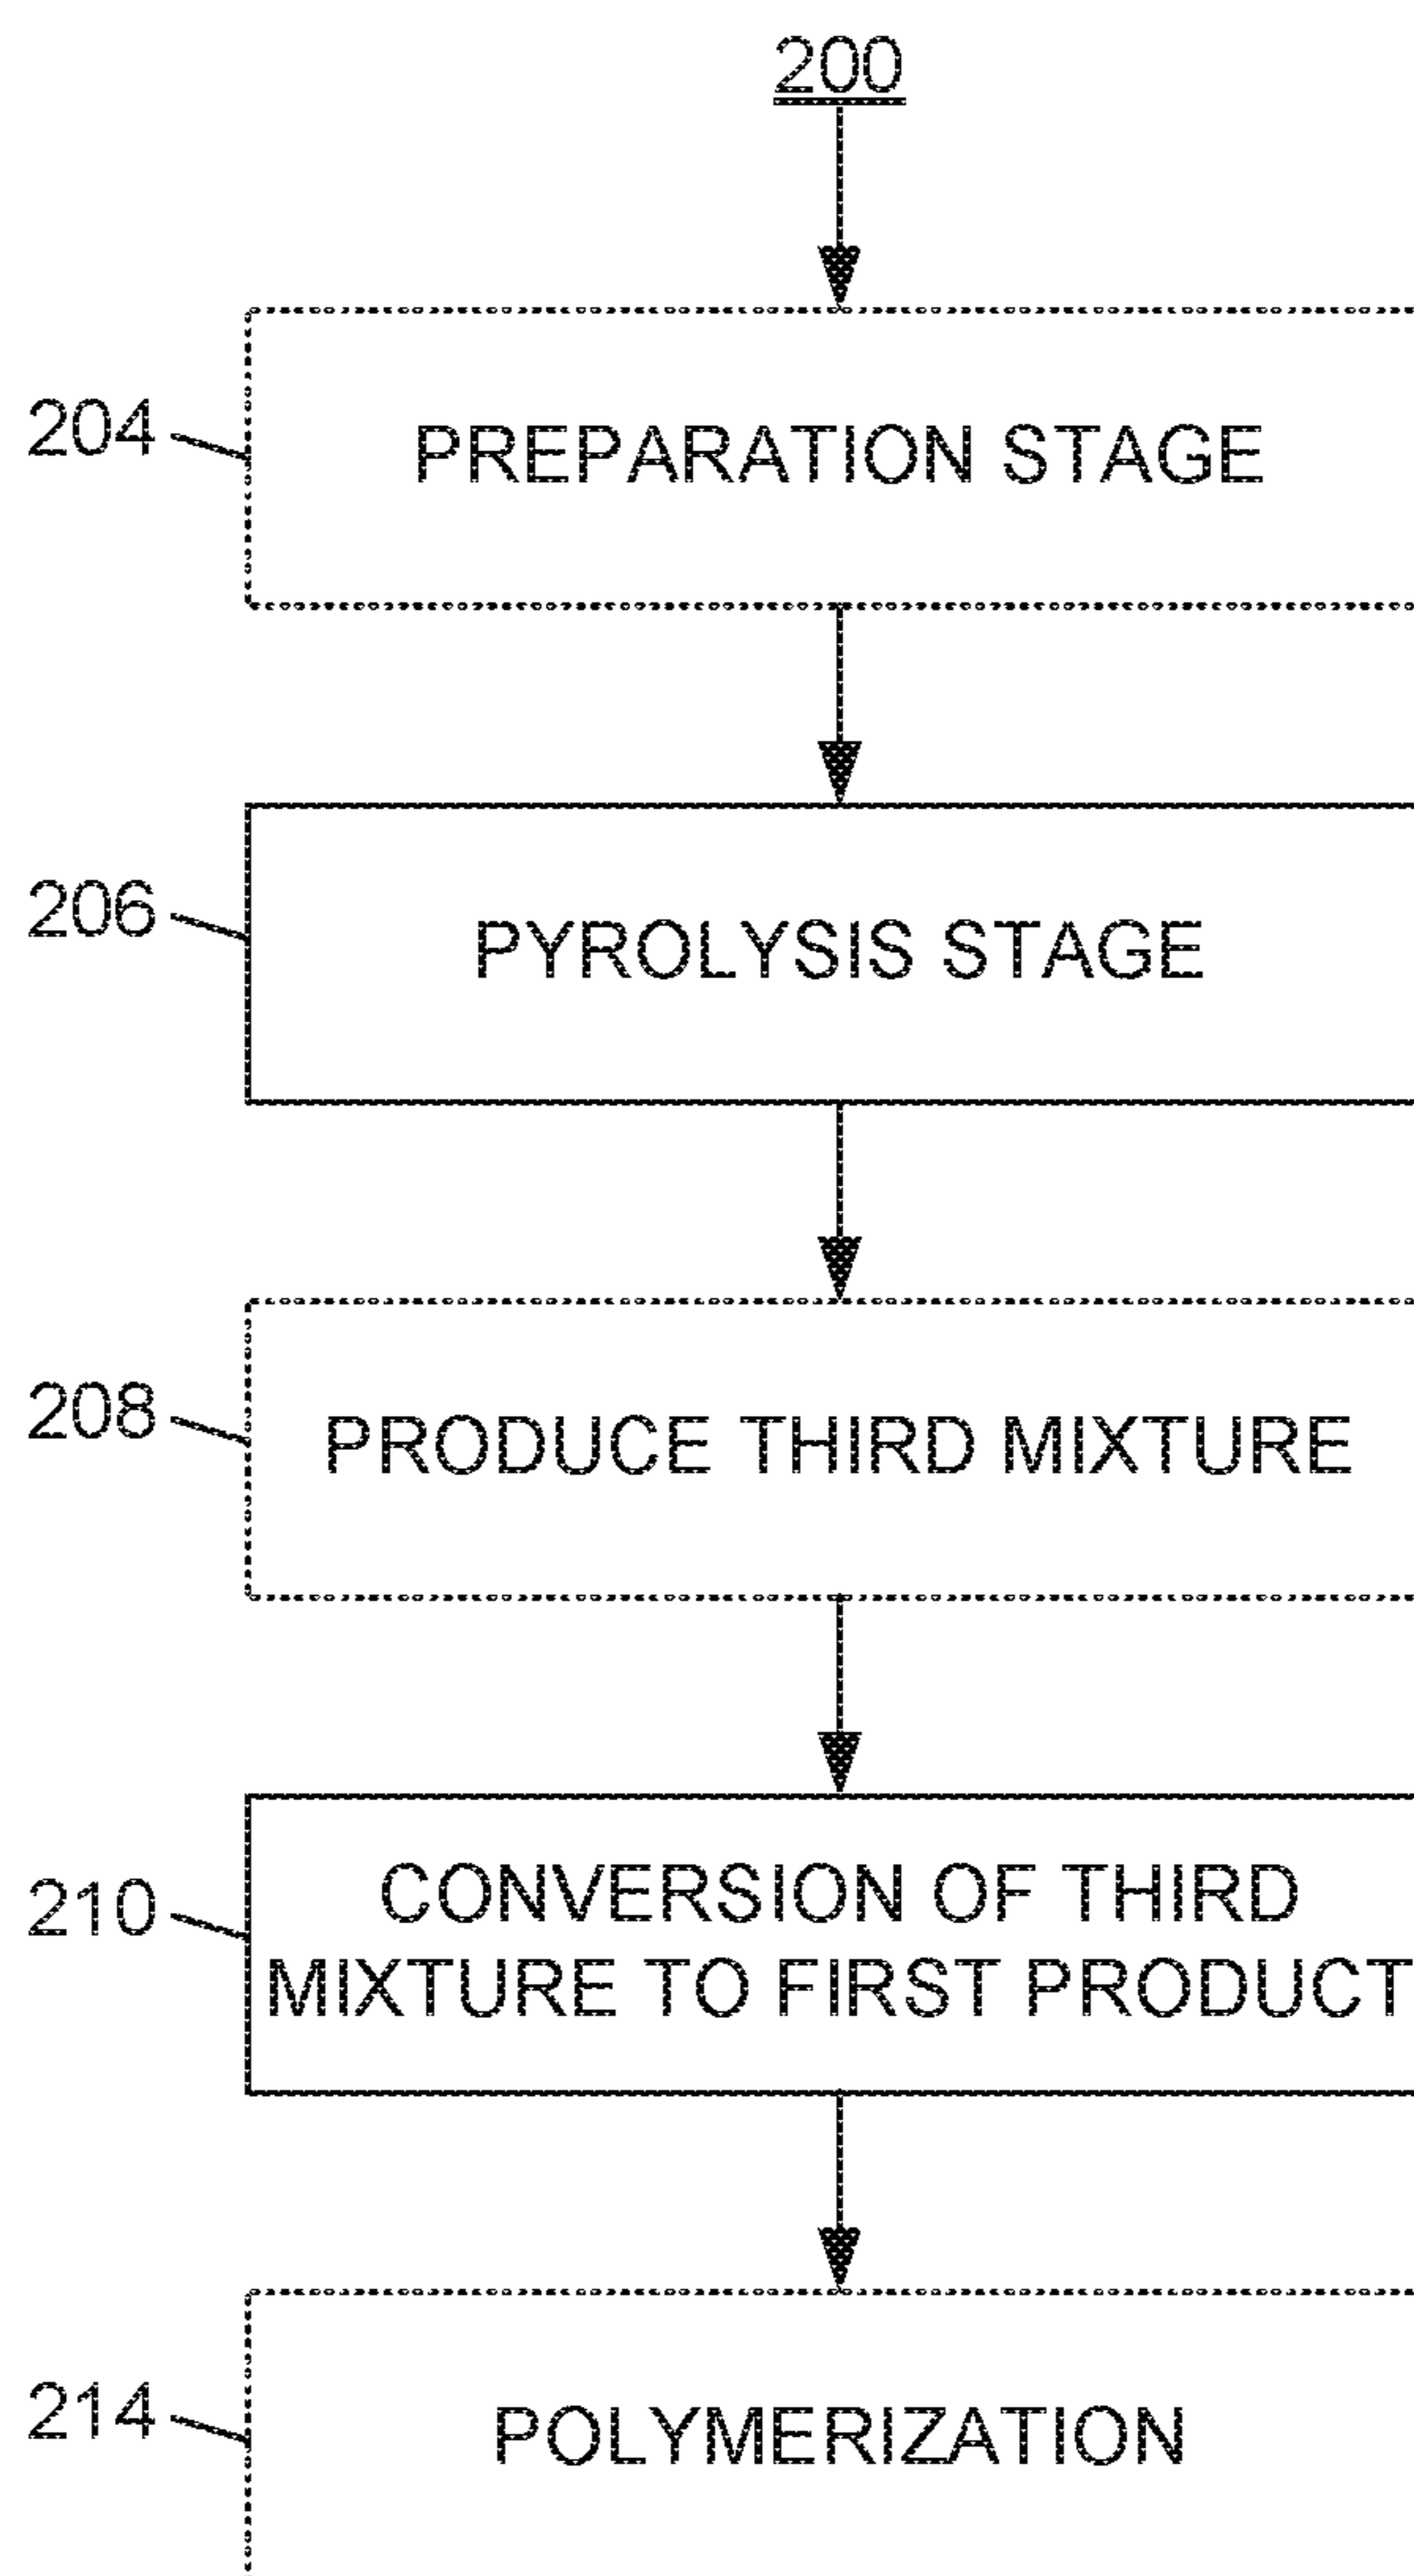 200
204
PREPARATION STAGE
206
PYROLYSIS STAGE
208
PRODUCE THIRD MIXTURE
210
CONVERSION OF THIRD
MIXTURE TO FIRST PRODUCT
214
POLYMERIZATION